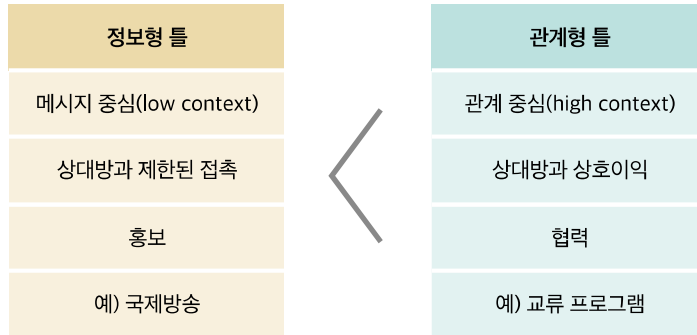 정보형 틀
메시지 중심(low context)
상대방과 제한된 접촉
홍보
예) 국제방송
관계형 틀
관계 중심(high context)
상대방과 상호이익
협력
예) 교류 프로그램